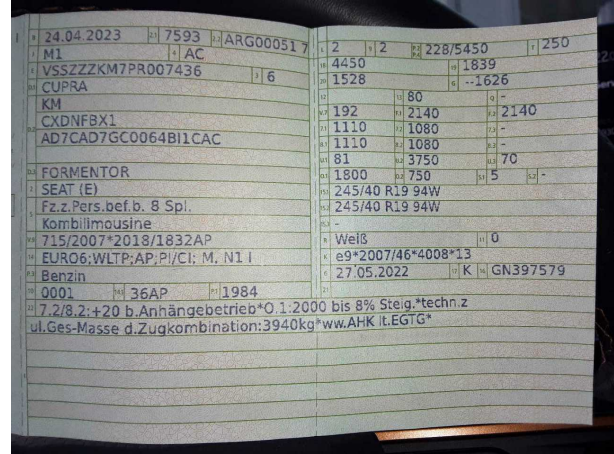 24.04.2023 7593 ARG00051 7
M1 AC
VSSZZZKM7PR007436 6
CUPRA
KM
CXDNFBX1
AD7CAD7GC0064BI1CAC
FORMENTOR
SEAT (E)
Fz.z.Pers.bef.b. 8 Spl.
Kombilimousine
715/2007*2018/1832AP
EURO6;WLTP;AP;PI/CI; M, N1 I
Benzin
0001 36AP 1984
2 2 228/5450 250
4450 1839
1528 --1626
80 -
192 2140 2140
1110 1080 -
1110 1080 -
81 3750 70
1800 750 5 -
245/40 R19 94W
245/40 R19 94W
-
Weiß 0
e9*2007/46*4008*13
27.05.2022 K GN397579
7.2/8.2:+20 b.Anhängebetrieb*O.1:2000 bis 8% Steig.*techn.z
ul.Ges-Masse d.Zugkombination:3940kg*ww.AHK lt.EGTG*